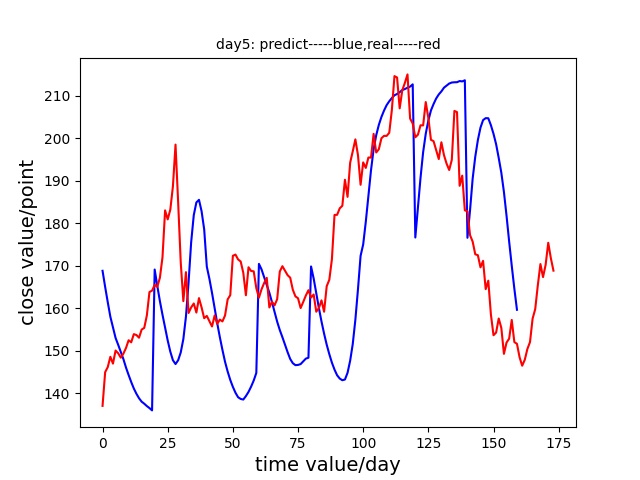 day5: predict-----blue,real-----red
210
200
190
180
170
160
150
140
close value/point
0 25 50 75 100 125 150 175
time value/day